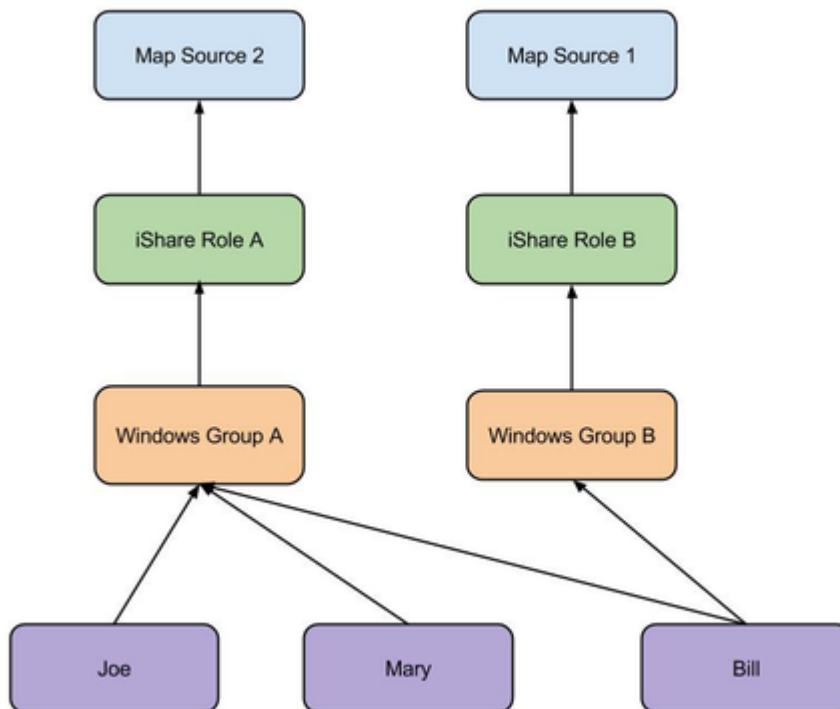 Map Source 2
Map Source 1
iShare Role A
iShare Role B
Windows Group A
Windows Group B
Joe
Mary
Bill